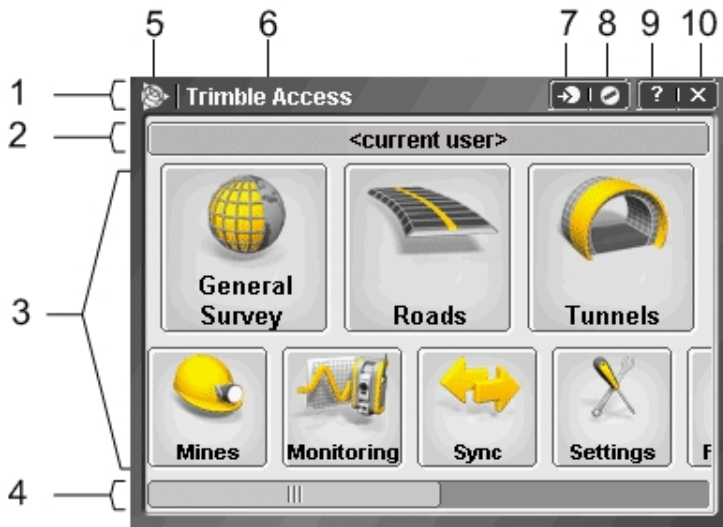 5 6 7 8 9 10
1 Trimble Access ? X
2 <current user>
3
General Survey Roads Tunnels
Mines Monitoring Sync Settings F
4